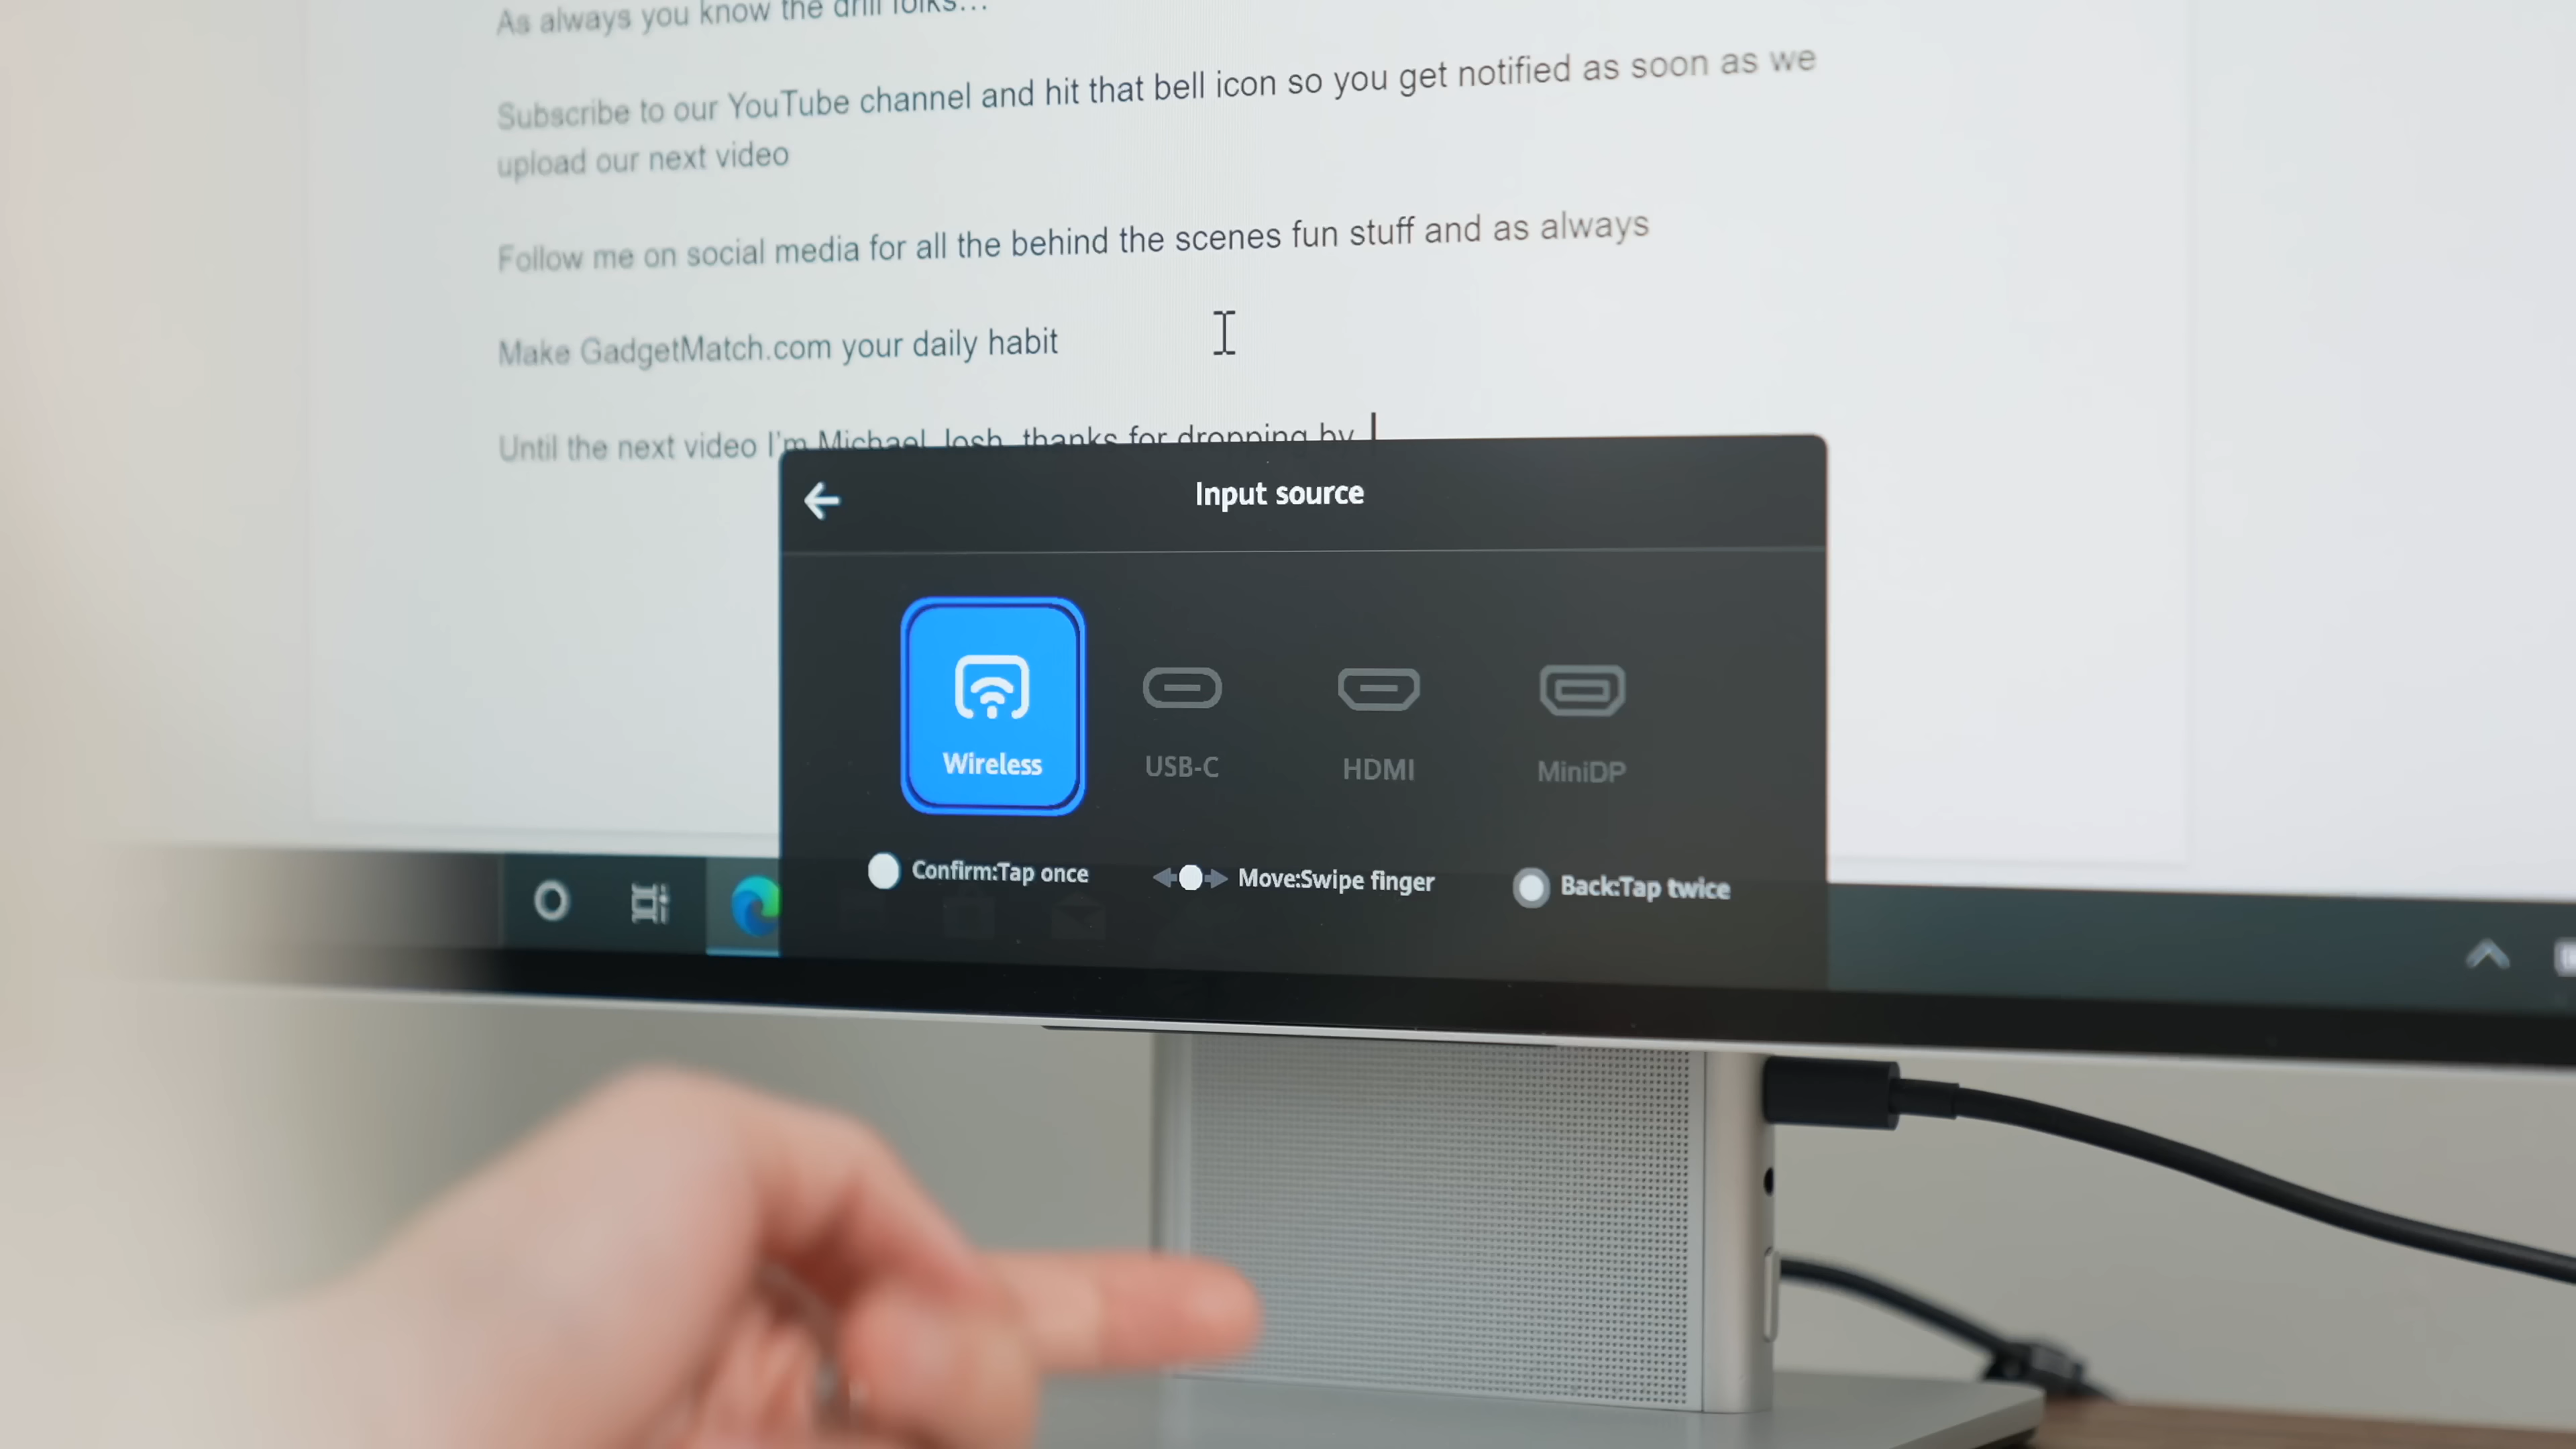 As always you know the drill folks...
Subscribe to our YouTube channel and hit that bell icon so you get notified as soon as we
upload our next video
Follow me on social media for all the behind the scenes fun stuff and as always
Make GadgetMatch.com your daily habit
Until the next video I'm Michael Josh, thanks for dropping by
Input source
Wireless
USB-C
HDMI
MiniDP
Confirm:Tap once
Move:Swipe finger
Back:Tap twice